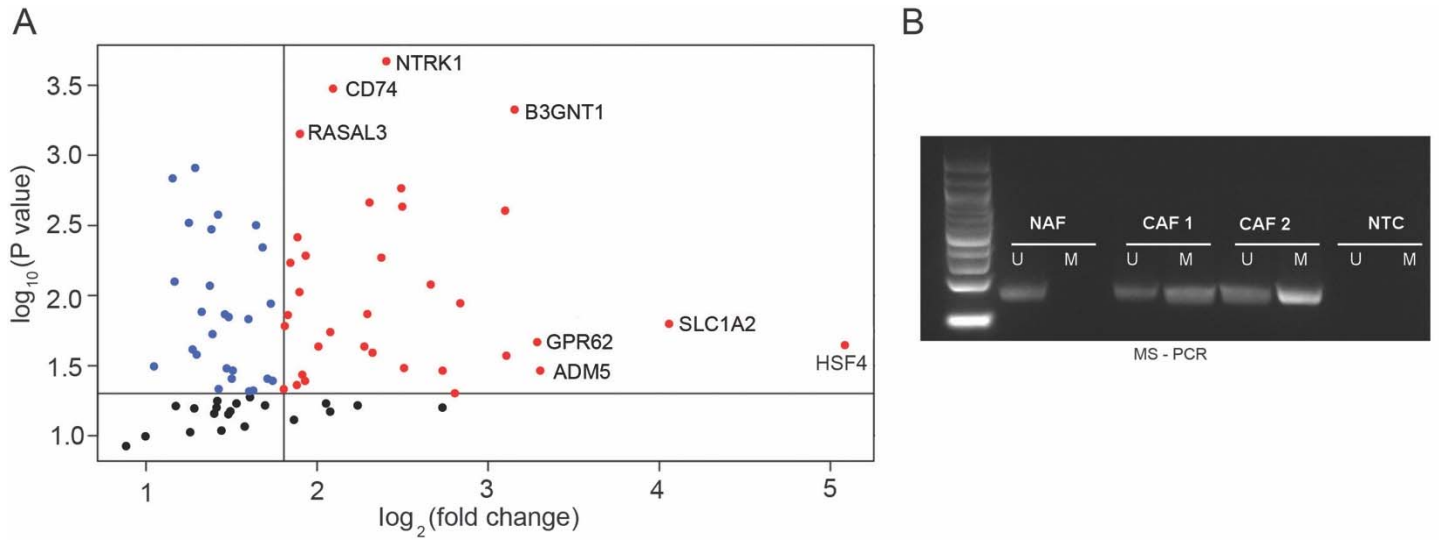 A
B
NTRK1
CD74
B3GNT1
RASAL3
SLC1A2
GPR62
HSF4
ADM5
3.5
3.0
2.5
2.0
1.5
1.0
log10(P value)
1 2 3 4 5
log2(fold change)
NAF CAF 1 CAF 2 NTC
U M U M U M U M
MS - PCR